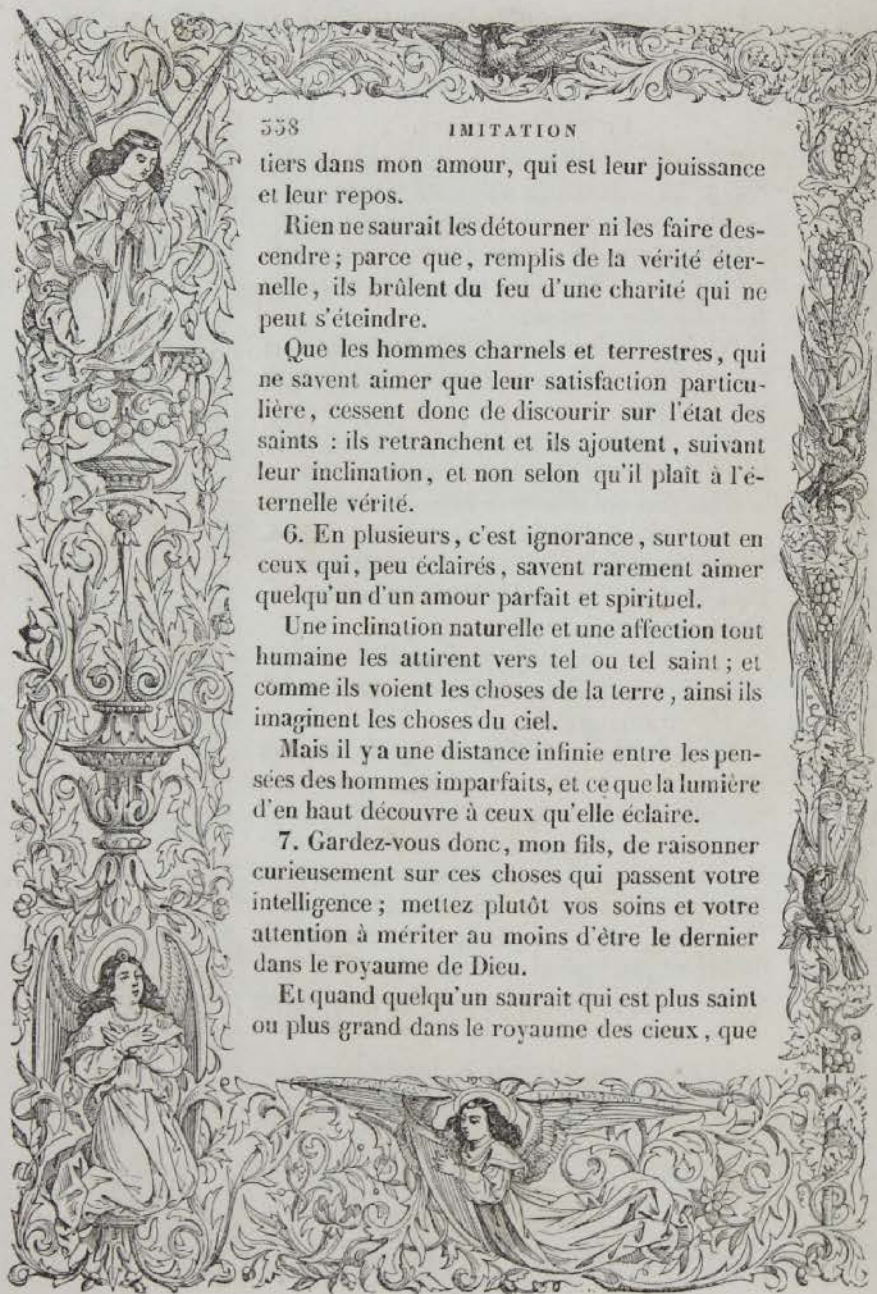 338 IMITATION
tiers dans mon amour, qui est leur jouissance
et leur repos.
Rien ne saurait les détourner ni les faire des-
cendre ; parce que, remplis de la vérité éter-
nelle, ils brûlent du feu d'une charité qui ne
peut s'éteindre.
Que les hommes charnels et terrestres, qui
ne savent aimer que leur satisfaction particu-
lière, cessent donc de discourir sur l'état des
saints : ils retranchent et ils ajoutent, suivant
leur inclination, et non selon qu'il plaît à l'é-
ternelle vérité.
6. En plusieurs, c'est ignorance, surtout en
ceux qui, peu éclairés, savent rarement aimer
quelqu'un d'un amour parfait et spirituel.
Une inclination naturelle et une affection tout
humaine les attirent vers tel ou tel saint ; et
comme ils voient les choses de la terre, ainsi ils
imaginent les choses du ciel.
Mais il y a une distance infinie entre les pen-
sées des hommes imparfaits, et ce que la lumière
d'en haut découvre à ceux qu'elle éclaire.
7. Gardez-vous donc, mon fils, de raisonner
curieusement sur ces choses qui passent votre
intelligence ; mettez plutôt vos soins et votre
attention à mériter au moins d'être le dernier
dans le royaume de Dieu.
Et quand quelqu'un saurait qui est plus saint
ou plus grand dans le royaume des cieux, que